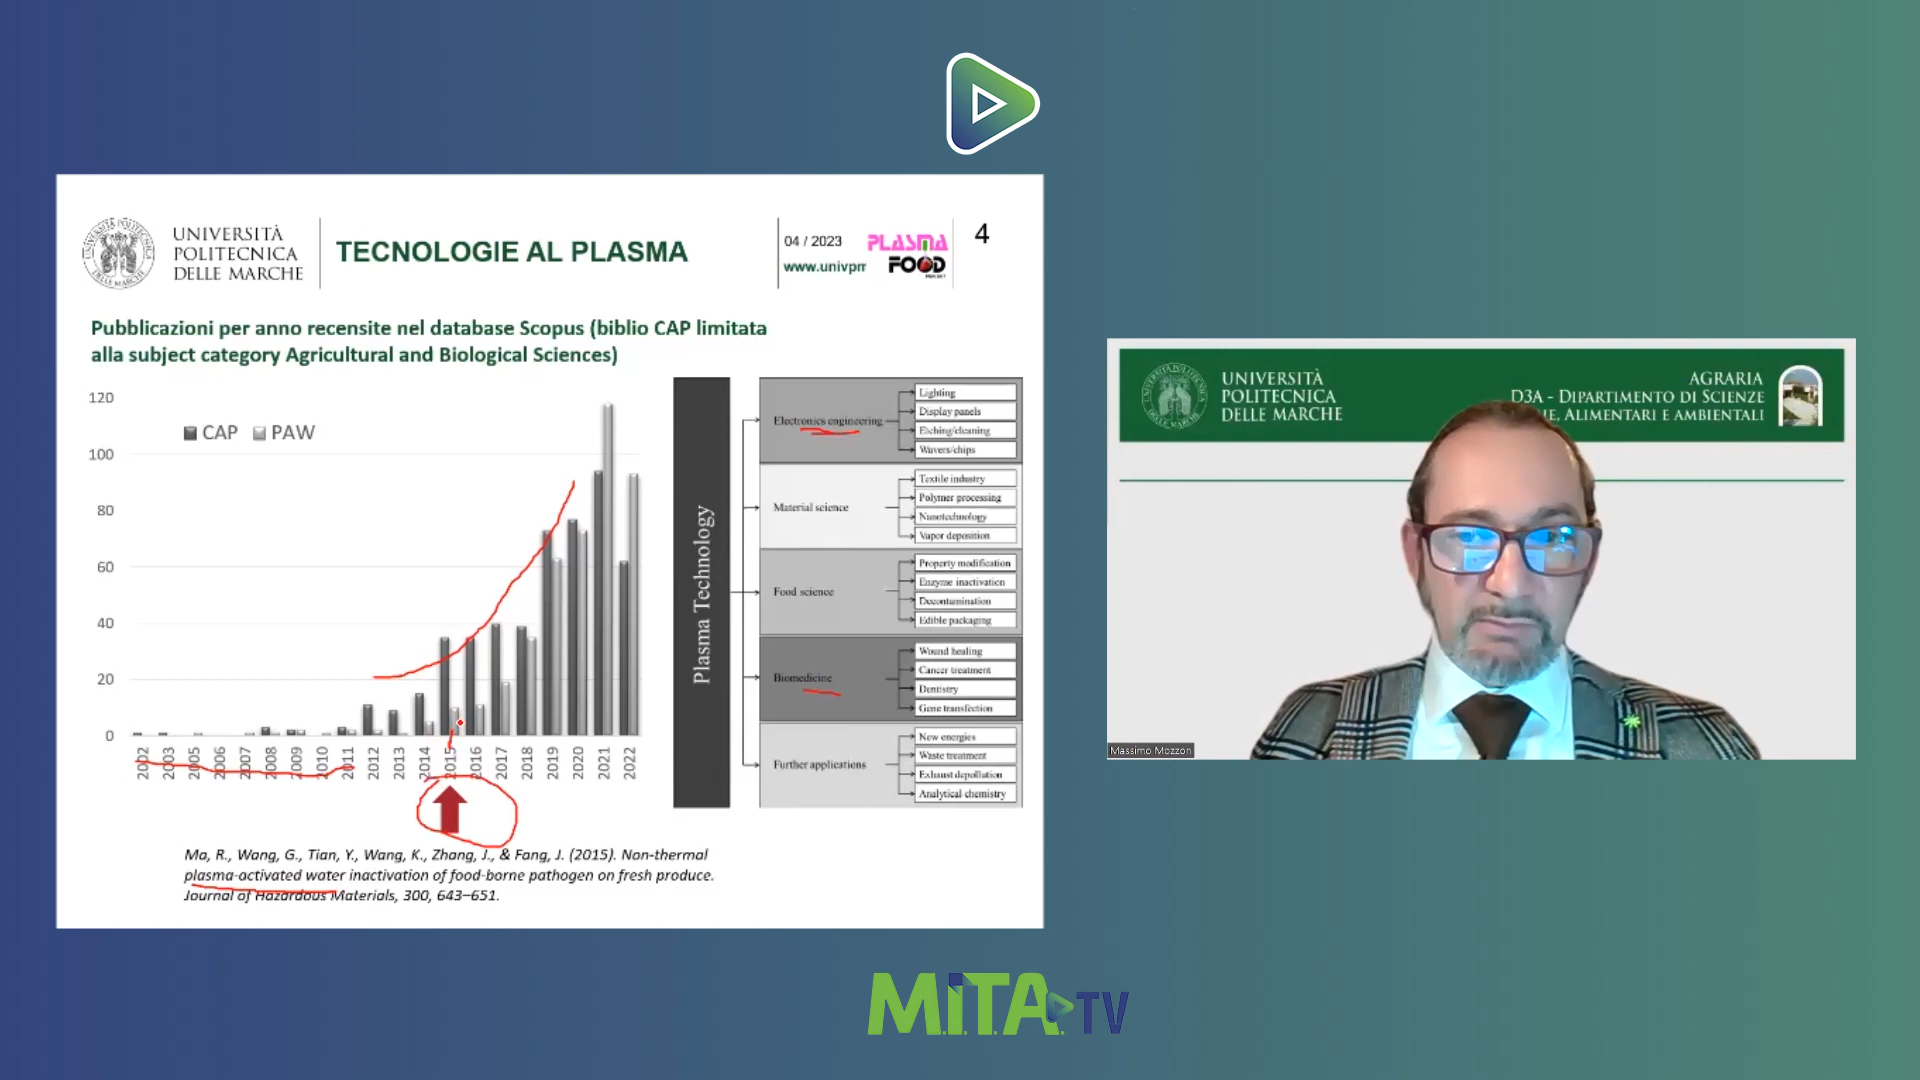 UNIVERSITÀ
POLITECNICA
DELLE MARCHE
TECNOLOGIE AL PLASMA
04 / 2023
www.univpm
PLASMA
FOOD
4
Pubblicazioni per anno recensite nel database Scopus (biblio CAP limitata
alla subject category Agricultural and Biological Sciences)
120
100
80
60
40
20
0
CAP PAW
2002 2003 2005 2006 2007 2008 2009 2010 2011 2012 2013 2014 2015 2016 2017 2018 2019 2020 2021 2022
Plasma Technology
Electronics engineering
Lighting
Display panels
Etching/cleaning
Wavers/chips
Material science
Textile industry
Polymer processing
Nanotechnology
Vapor deposition
Food science
Property modification
Enzyme inactivation
Decontamination
Edible packaging
Biomedicine
Wound healing
Cancer treatment
Dentistry
Gene transfection
Further applications
New energies
Waste treatment
Exhaust depollution
Analytical chemistry
Ma, R., Wang, G., Tian, Y., Wang, K., Zhang, J., & Fang, J. (2015). Non-thermal
plasma-activated water inactivation of food-borne pathogen on fresh produce.
Journal of Hazardous Materials, 300, 643–651.
UNIVERSITÀ
POLITECNICA
DELLE MARCHE
AGRARIA
D3A - DIPARTIMENTO DI SCIENZE
ALIMENTARI E AMBIENTALI
Massimo Mozzon
M.I.T.A. TV